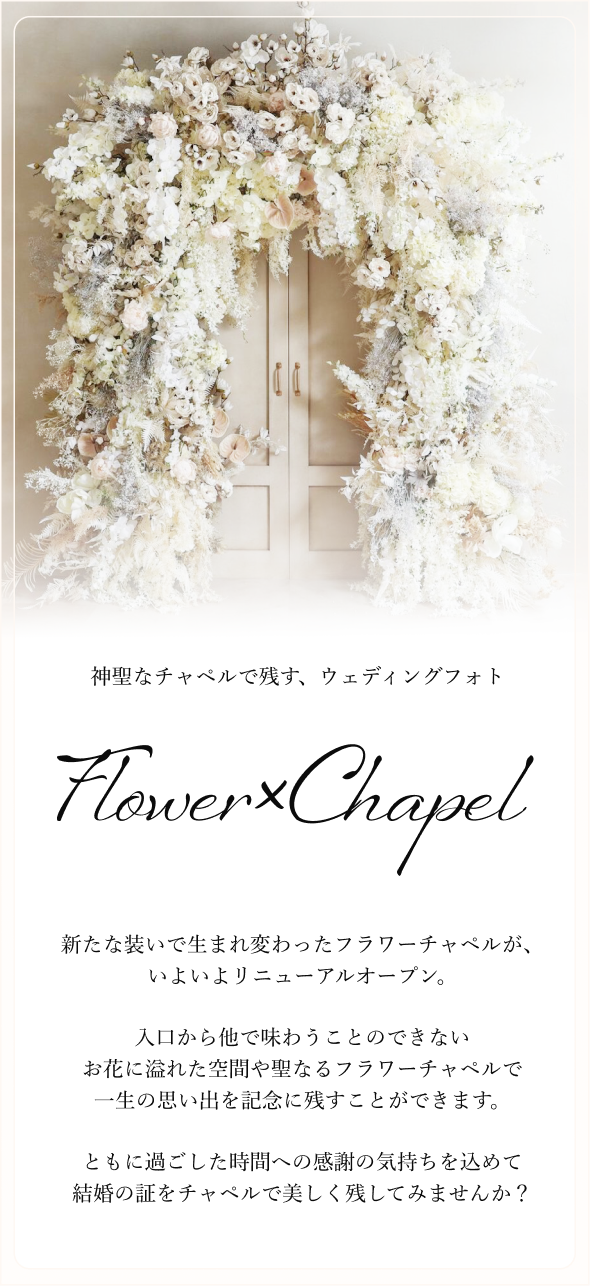 神聖なチャペルで残す、ウェディングフォト
Flower×Chapel
新たな装いで生まれ変わったフラワーチャペルが、
いよいよリニューアルオープン。
入口から他で味わうことのできない
お花に溢れた空間や聖なるフラワーチャペルで
一生の思い出を記念に残すことができます。
ともに過ごした時間への感謝の気持ちを込めて
結婚の証をチャペルで美しく残してみませんか？